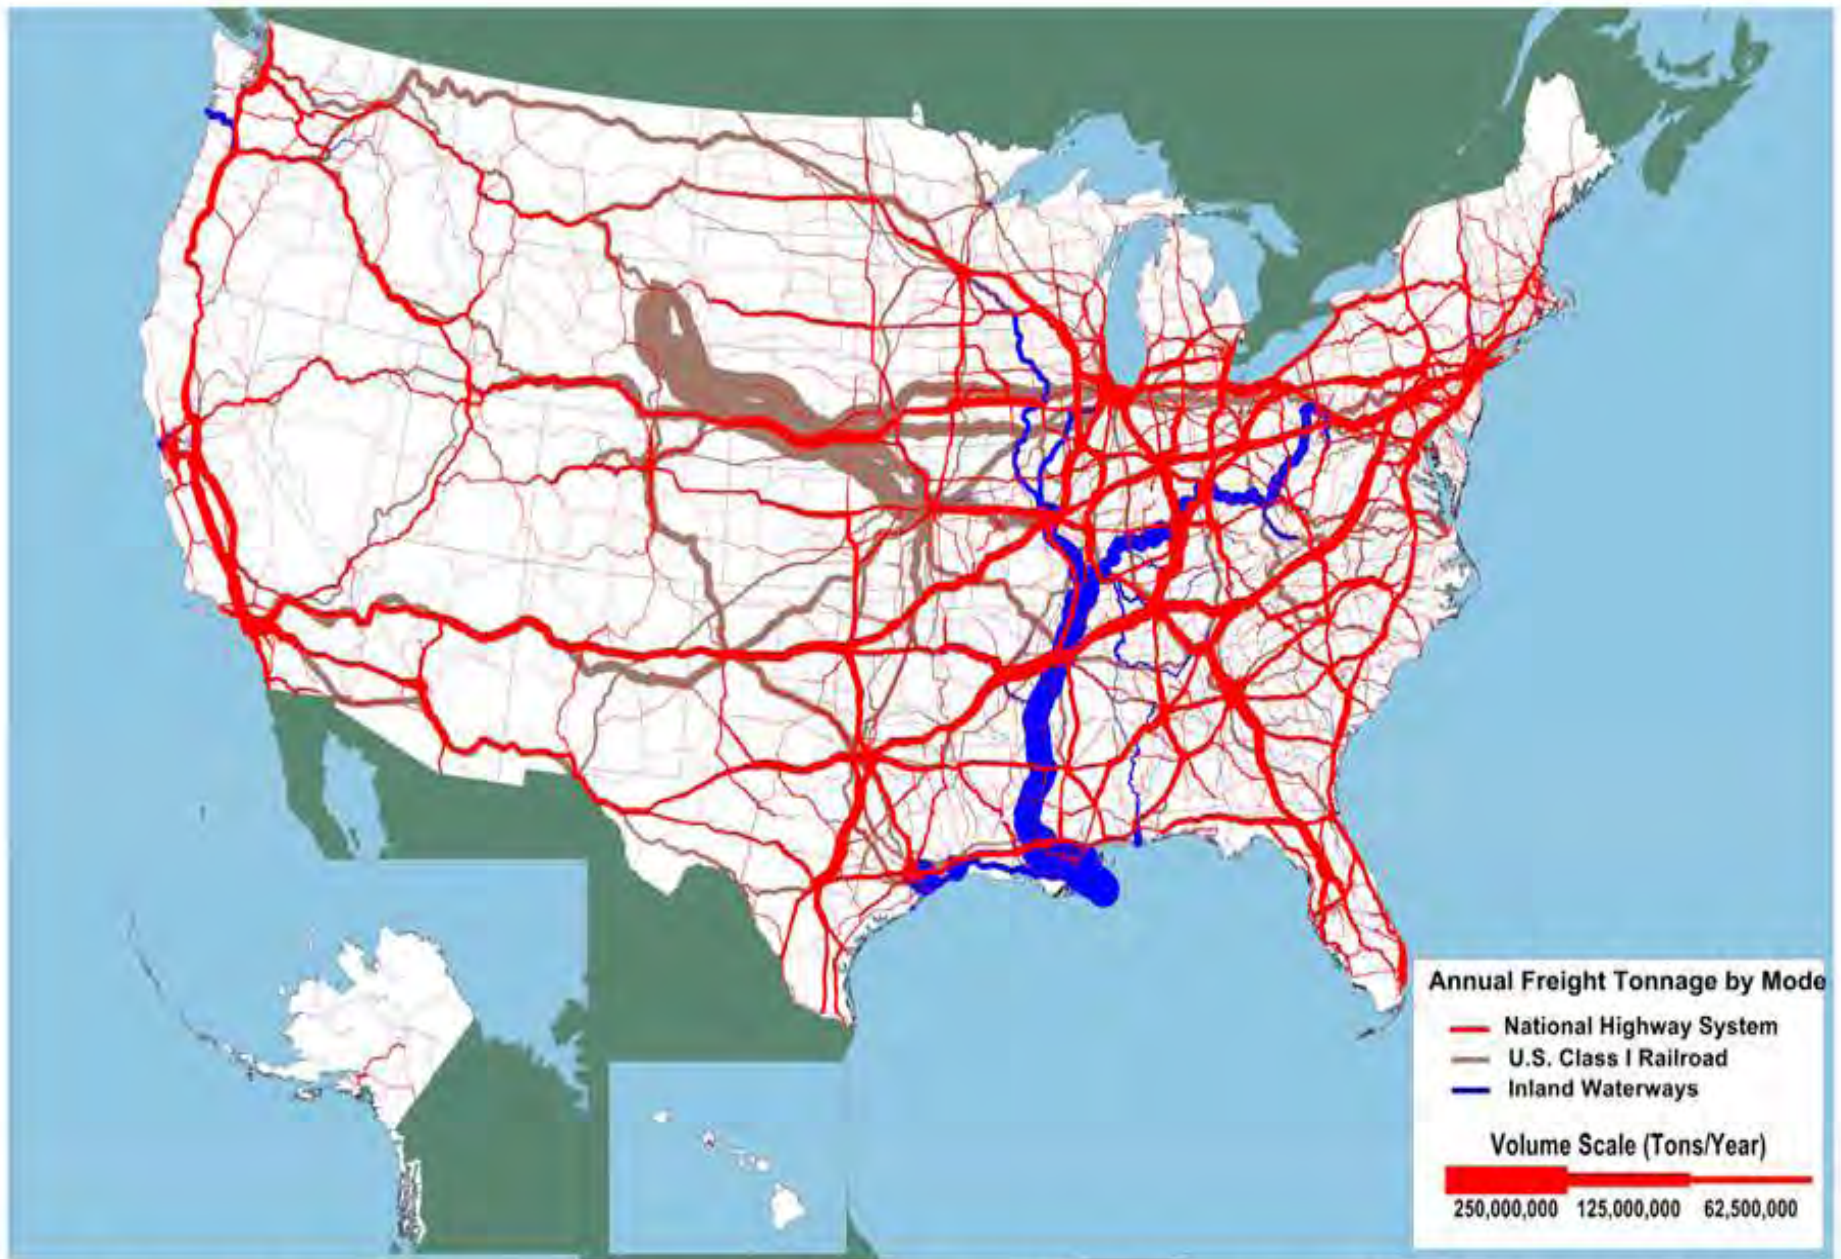 Annual Freight Tonnage by Mode
National Highway System
U.S. Class I Railroad
Inland Waterways
Volume Scale (Tons/Year)
250,000,000 125,000,000 62,500,000